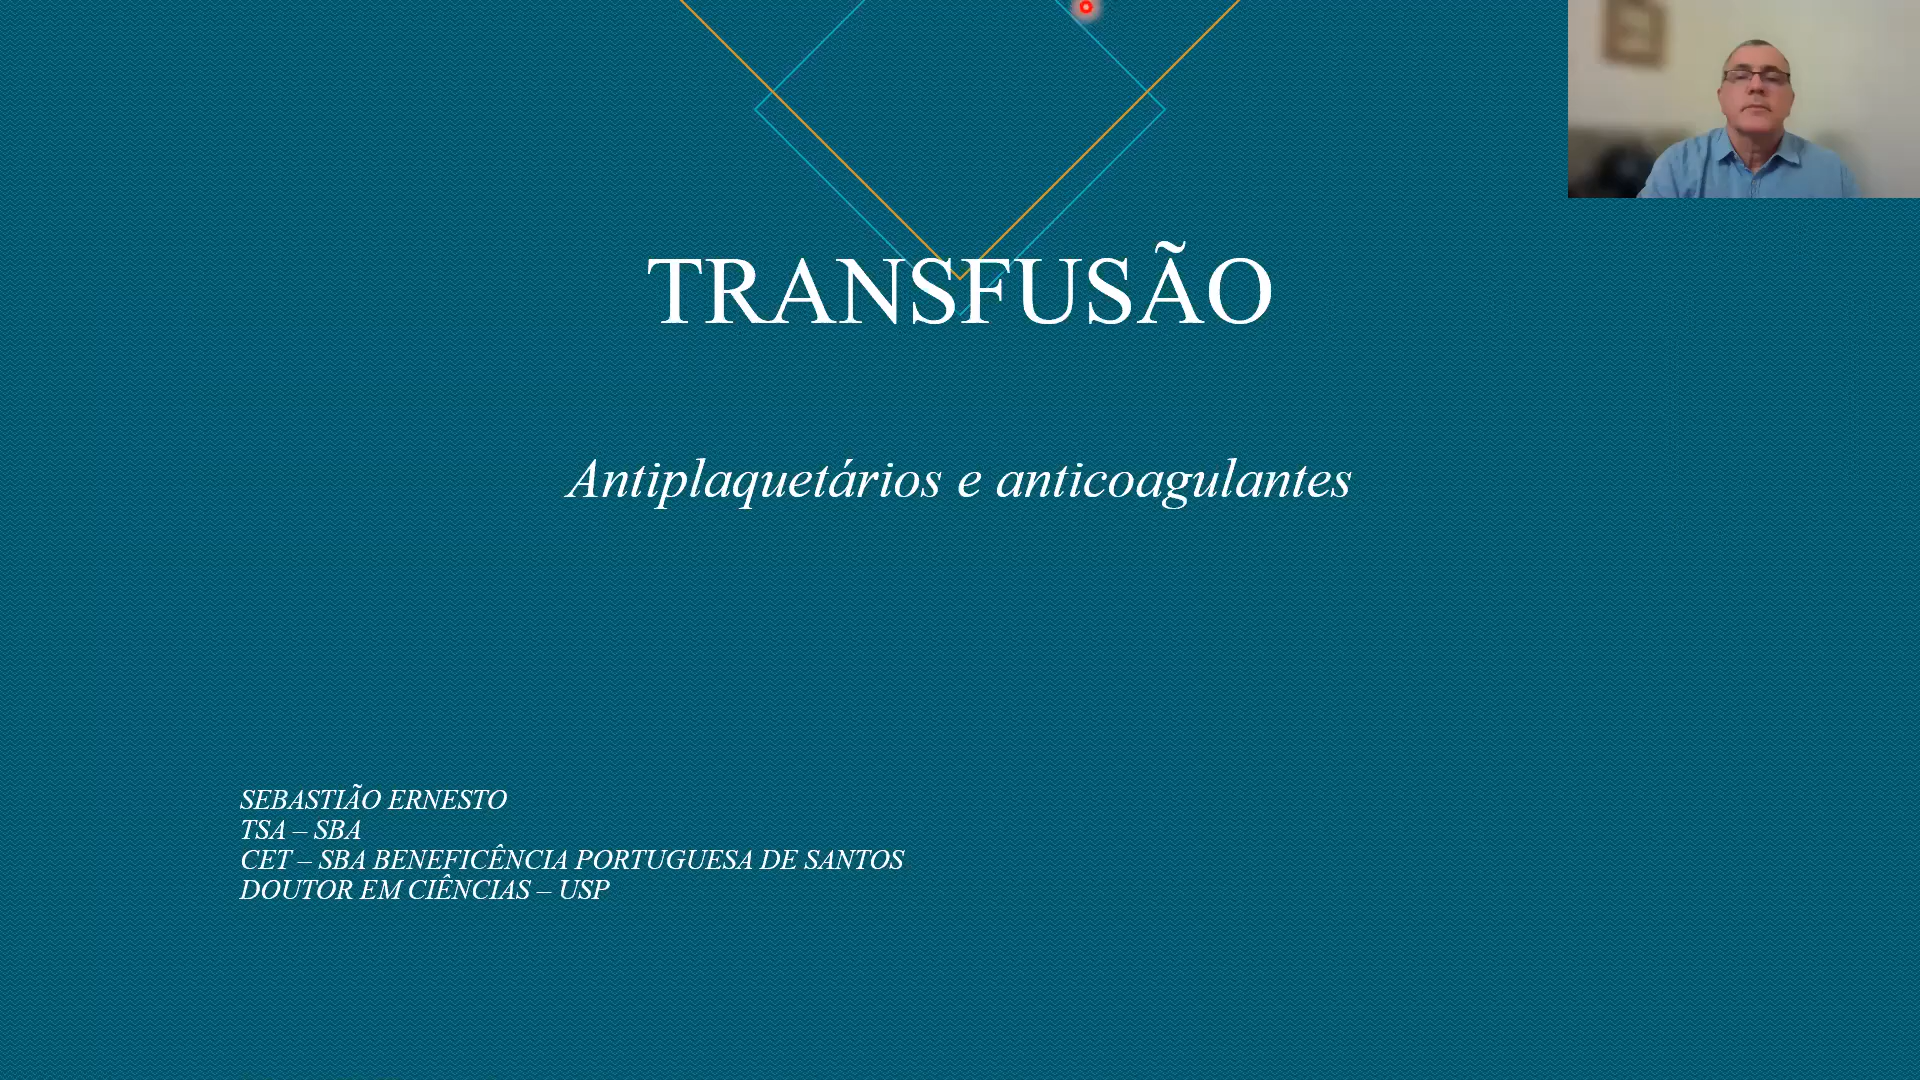 TRANSFUSÃO
Antiplaquetários e anticoagulantes
SEBASTIÃO ERNESTO
TSA – SBA
CET – SBA BENEFICÊNCIA PORTUGUESA DE SANTOS
DOUTOR EM CIÊNCIAS – USP